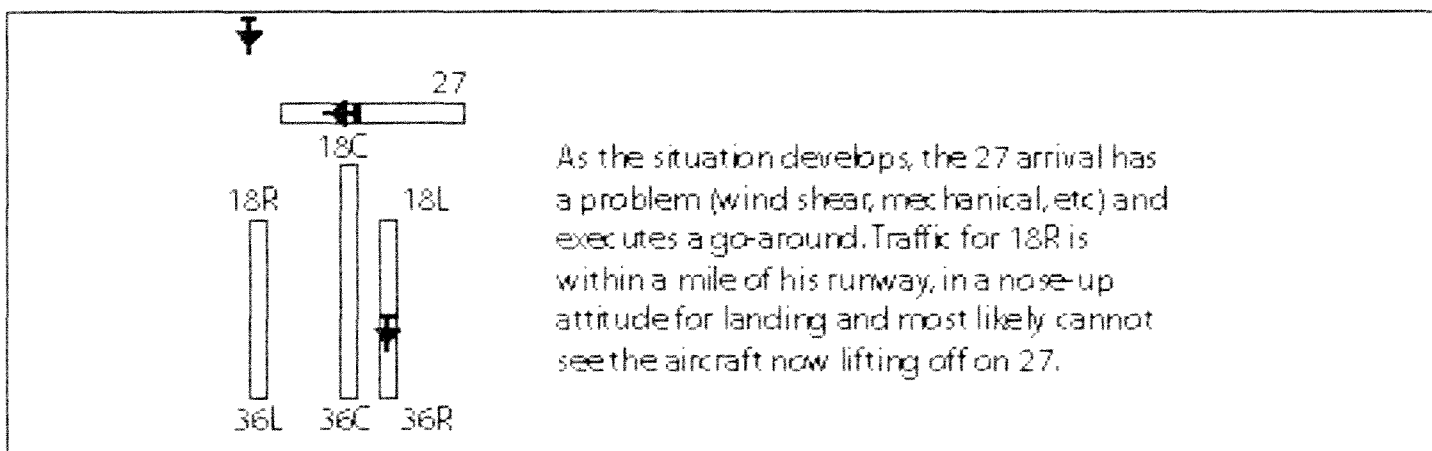 27
18C
18R
18L
36L
36C
36R
As the situation develops, the 27 arrival has
a problem (wind shear, mechanical, etc) and
executes a go-around. Traffic for 18R is
within a mile of his runway, in a nose-up
attitude for landing and most likely cannot
see the aircraft now lifting off on 27.